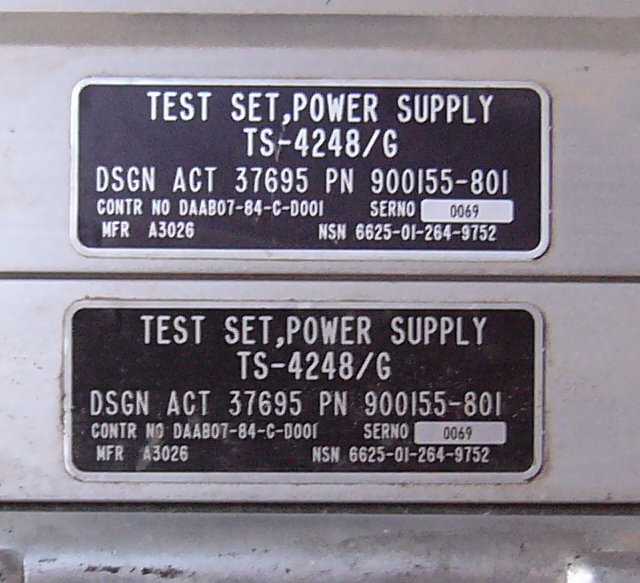 TEST SET,POWER SUPPLY
TS-4248/G
DSGN ACT 37695 PN 900155-801
CONTR NO DAAB07-84-C-D001 SERNO 0069
MFR A3026 NSN 6625-01-264-9752
TEST SET,POWER SUPPLY
TS-4248/G
DSGN ACT 37695 PN 900155-801
CONTR NO DAAB07-84-C-D001 SERNO 0069
MFR A3026 NSN 6625-01-264-9752